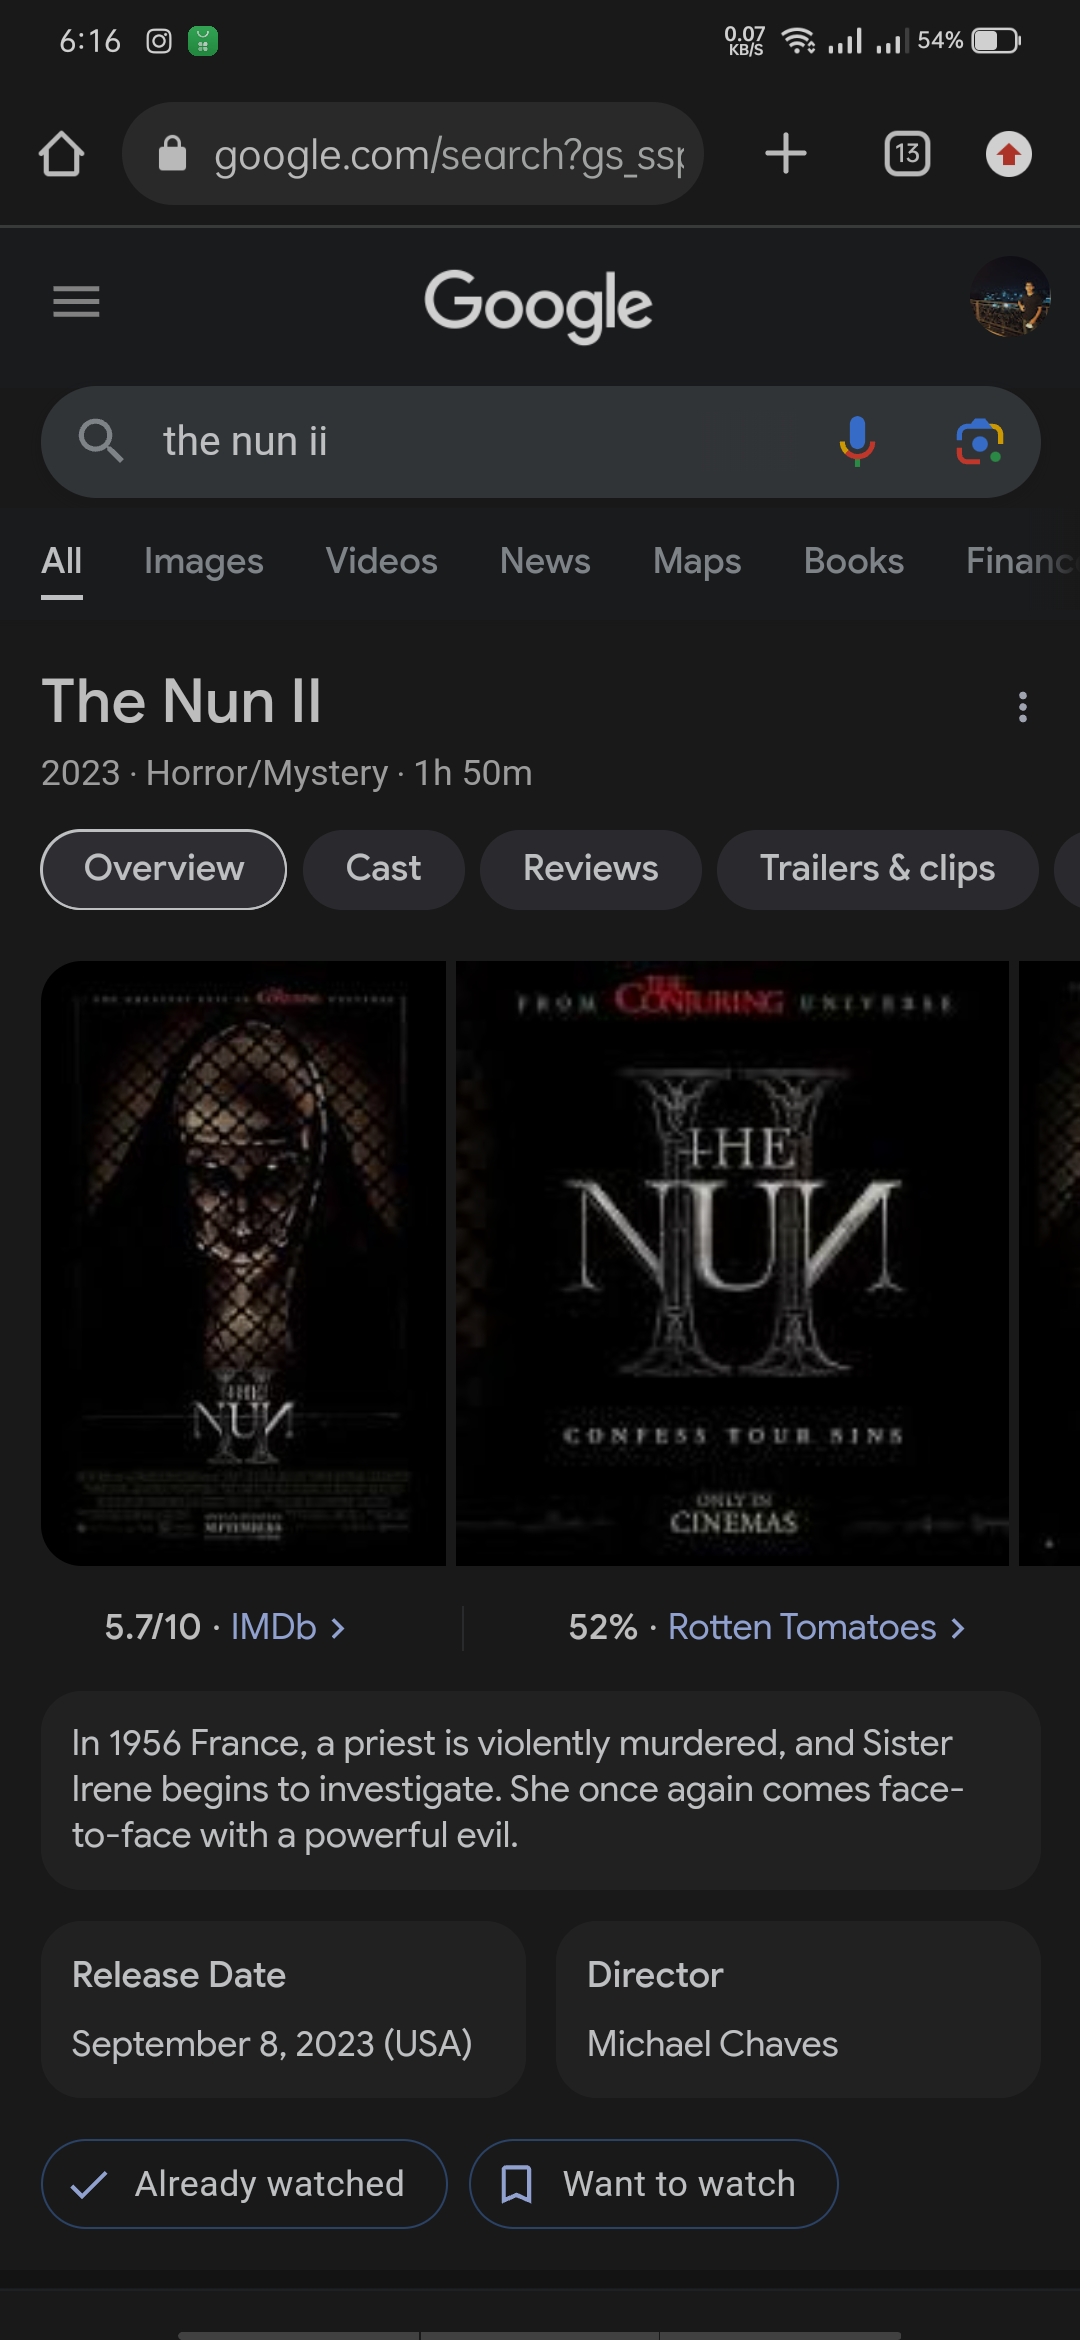 6:16
0.07
KB/S
54%
google.com/search?gs_ssp
13
Google
the nun ii
All Images Videos News Maps Books Financ
The Nun II
2023 · Horror/Mystery · 1h 50m
Overview Cast Reviews Trailers & clips
FROM THE CONJURING UNIVERSE
THE
NUN
II
CONFESS YOUR SINS
ONLY IN
CINEMAS
THE
NUN
II
SEPTEMBER
5.7/10 · IMDb >
52% · Rotten Tomatoes >
In 1956 France, a priest is violently murdered, and Sister
Irene begins to investigate. She once again comes face-
to-face with a powerful evil.
Release Date
September 8, 2023 (USA)
Director
Michael Chaves
Already watched
Want to watch